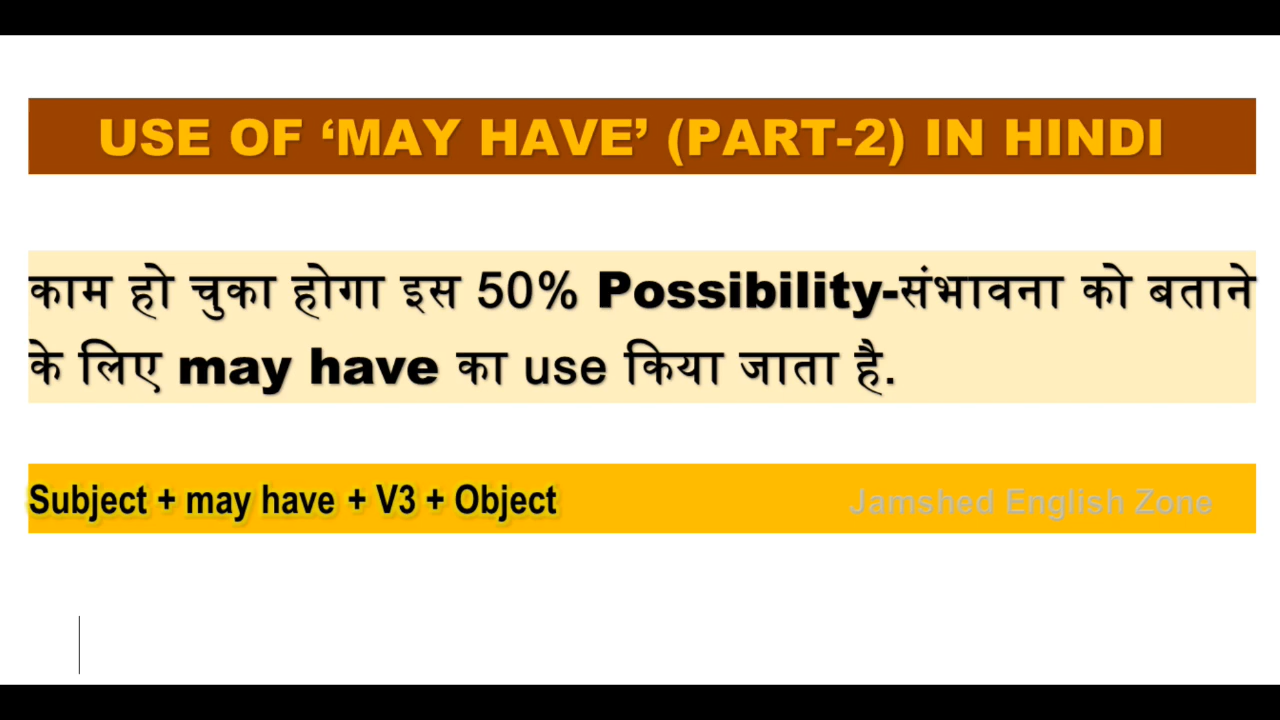 USE OF ‘MAY HAVE’ (PART-2) IN HINDI
काम हो चुका होगा इस 50% Possibility-संभावना को बताने
के लिए may have का use किया जाता है.
Subject + may have + V3 + Object
Jamshed English Zone